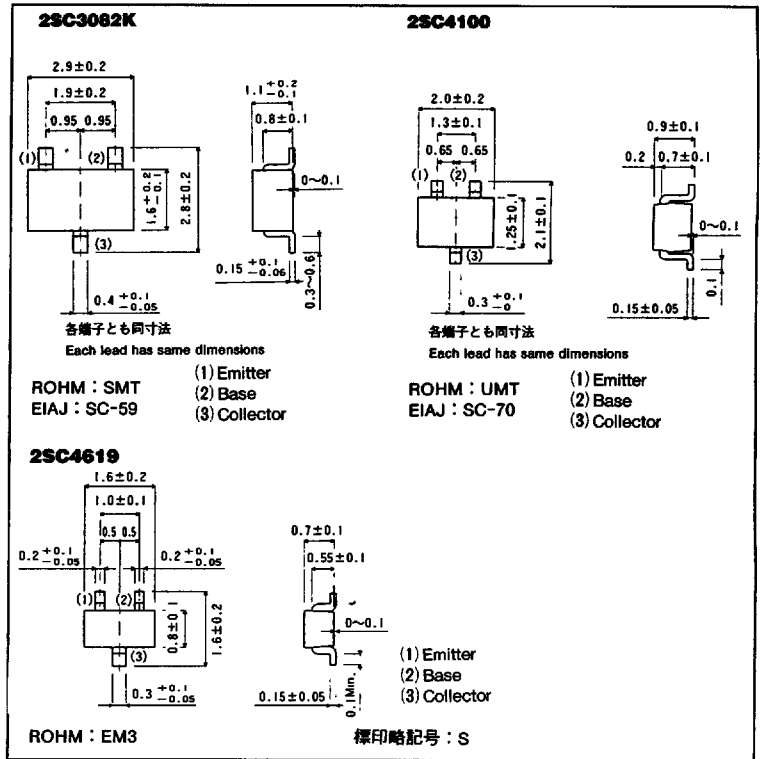 2SC3082K
2.9±0.2
1.9±0.2
0.95 0.95
(1)
(2)
(3)
1.6 +0.2 −0.1
2.8±0.2
0.4 +0.1 −0.05
1.1 +0.2 −0.1
0.8±0.1
0~0.1
0.15 +0.1 −0.06
0.3~0.6
各端子とも同寸法
Each lead has same dimensions
ROHM：SMT
EIAJ：SC-59
(1) Emitter
(2) Base
(3) Collector
2SC4100
2.0±0.2
1.3±0.1
0.65 0.65
(1)
(2)
(3)
1.25±0.1
2.1±0.1
0.3 +0.1 −0
0.9±0.1
0.2
0.7±0.1
0~0.1
0.15±0.05
0.1
各端子とも同寸法
Each lead has same dimensions
ROHM：UMT
EIAJ：SC-70
(1) Emitter
(2) Base
(3) Collector
2SC4619
1.6±0.2
1.0±0.1
0.5 0.5
0.2 +0.1 −0.05
0.2 +0.1 −0.05
(1)
(2)
(3)
0.8±0.1
1.6±0.2
0.3 +0.1 −0.05
0.7±0.1
0.55±0.1
0~0.1
0.15±0.05
0.1Min.
(1) Emitter
(2) Base
(3) Collector
ROHM：EM3
標印略記号：S